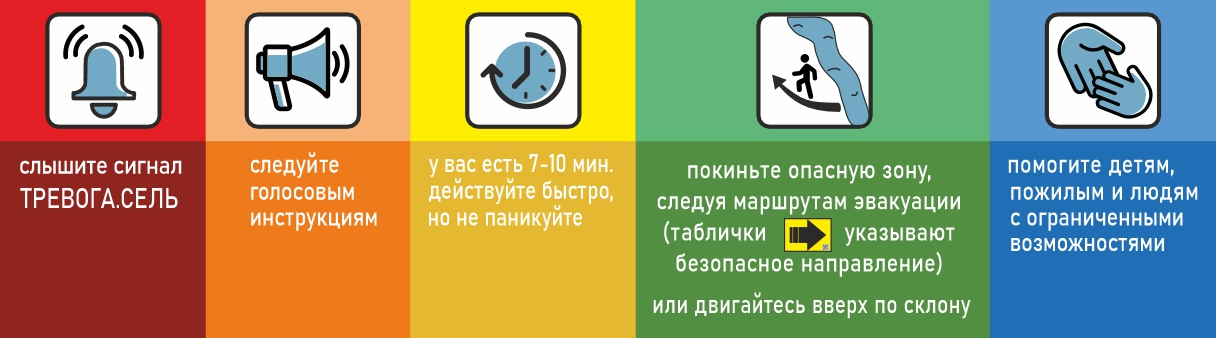 слышите сигнал
ТРЕВОГА.СЕЛЬ
следуйте
голосовым
инструкциям
у вас есть 7-10 мин.
действуйте быстро,
но не паникуйте
покиньте опасную зону,
следуя маршрутам эвакуации
(таблички указывают
безопасное направление)
или двигайтесь вверх по склону
помогите детям,
пожилым и людям
с ограниченными
возможностями